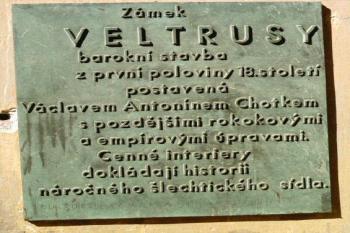 Zámek
VELTRUSY
barokní stavba
z první poloviny 18.století
postavená
Václavem Antonínem Chotkem
s pozdějšími rokokovými
a empírovými úpravami.
Cenné interiery
dokládají historii
náročného šlechtického sídla.